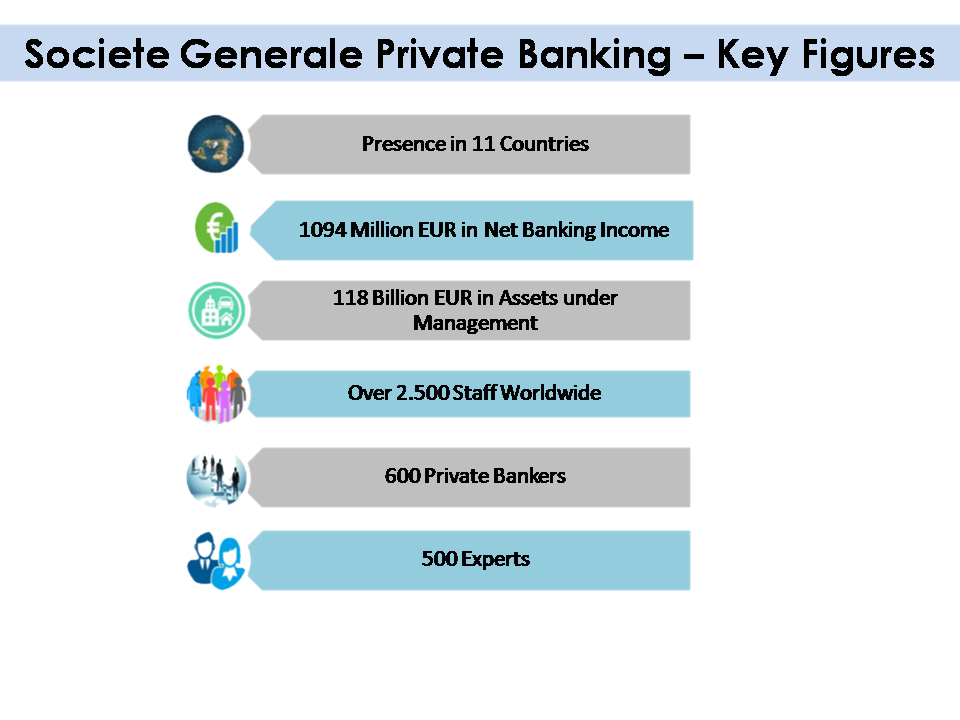 Societe Generale Private Banking – Key Figures
Presence in 11 Countries
1094 Million EUR in Net Banking Income
118 Billion EUR in Assets under
Management
Over 2.500 Staff Worldwide
600 Private Bankers
500 Experts